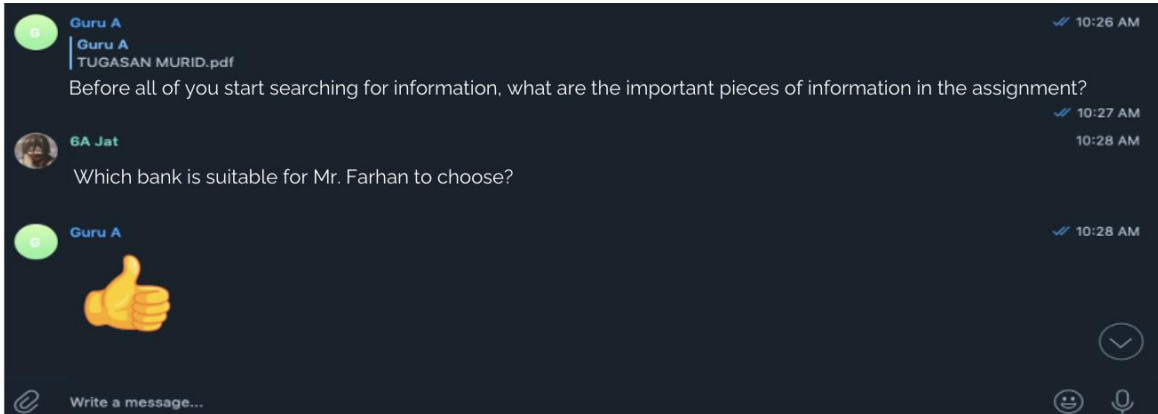 G
Guru A 10:26 AM
Guru A
TUGASAN MURID.pdf
Before all of you start searching for information, what are the important pieces of information in the assignment?
10:27 AM
6A Jat 10:28 AM
Which bank is suitable for Mr. Farhan to choose?
G
Guru A 10:28 AM
Write a message...